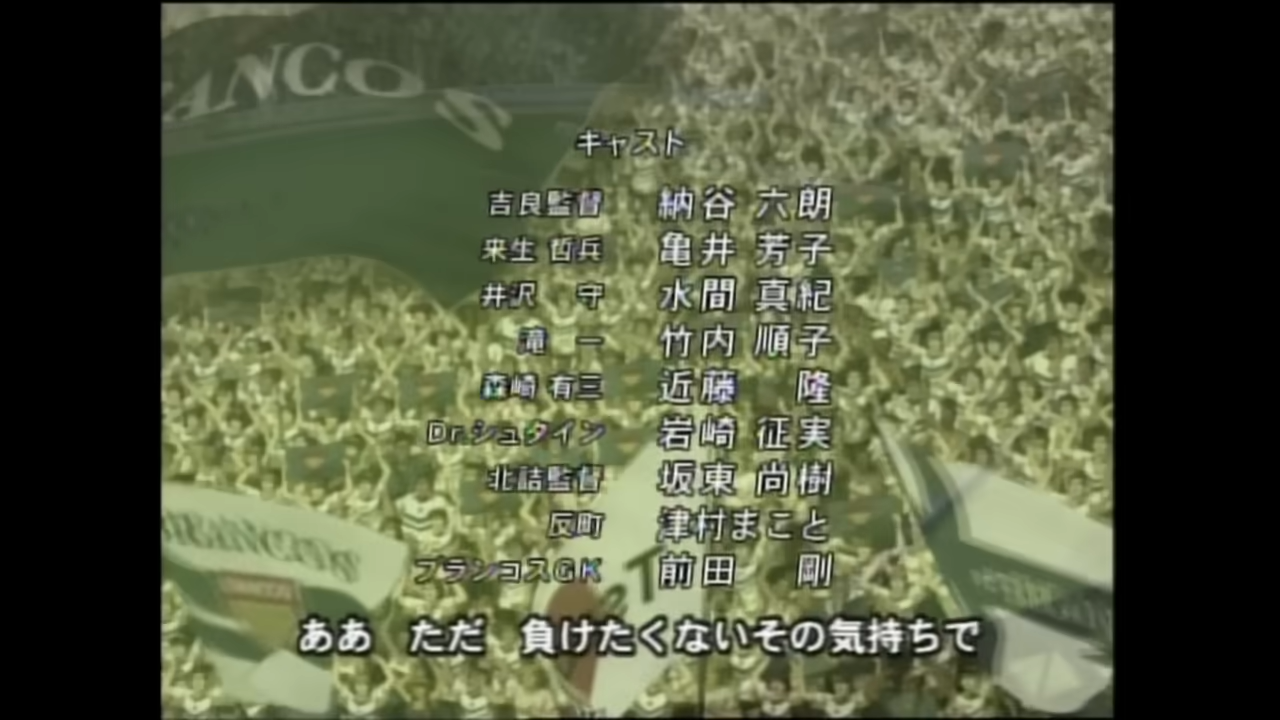 ANCOS
キャスト
吉良監督 納谷 六朗
来生 哲兵 亀井 芳子
井沢 守 水間 真紀
滝 一 竹内 順子
森崎 有三 近藤 隆
Dr.シュタイン 岩崎 征実
北詰監督 坂東 尚樹
反町 津村まこと
ブランコスGK 前田 剛
ああ ただ 負けたくないその気持ちで